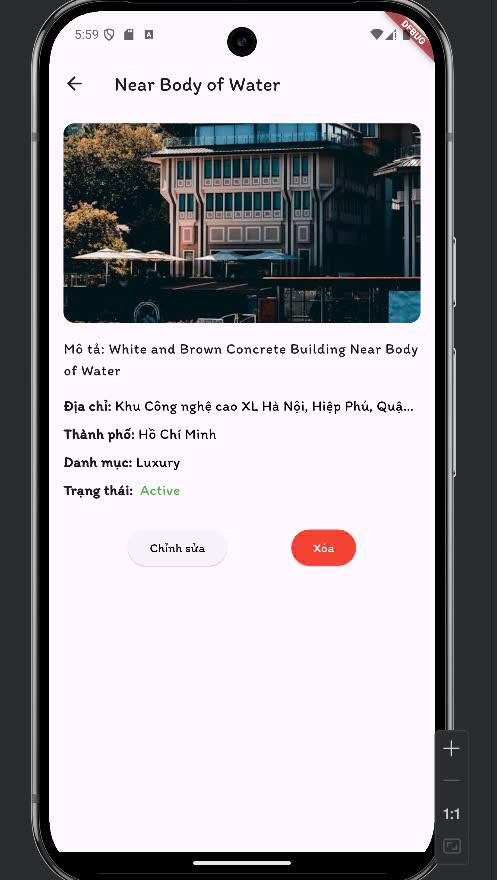 5:59
A
DEBUG
Near Body of Water
Mô tả: White and Brown Concrete Building Near Body
of Water
Địa chỉ: Khu Công nghệ cao XL Hà Nội, Hiệp Phú, Quậ...
Thành phố: Hồ Chí Minh
Danh mục: Luxury
Trạng thái: Active
Chỉnh sửa
Xóa
1:1